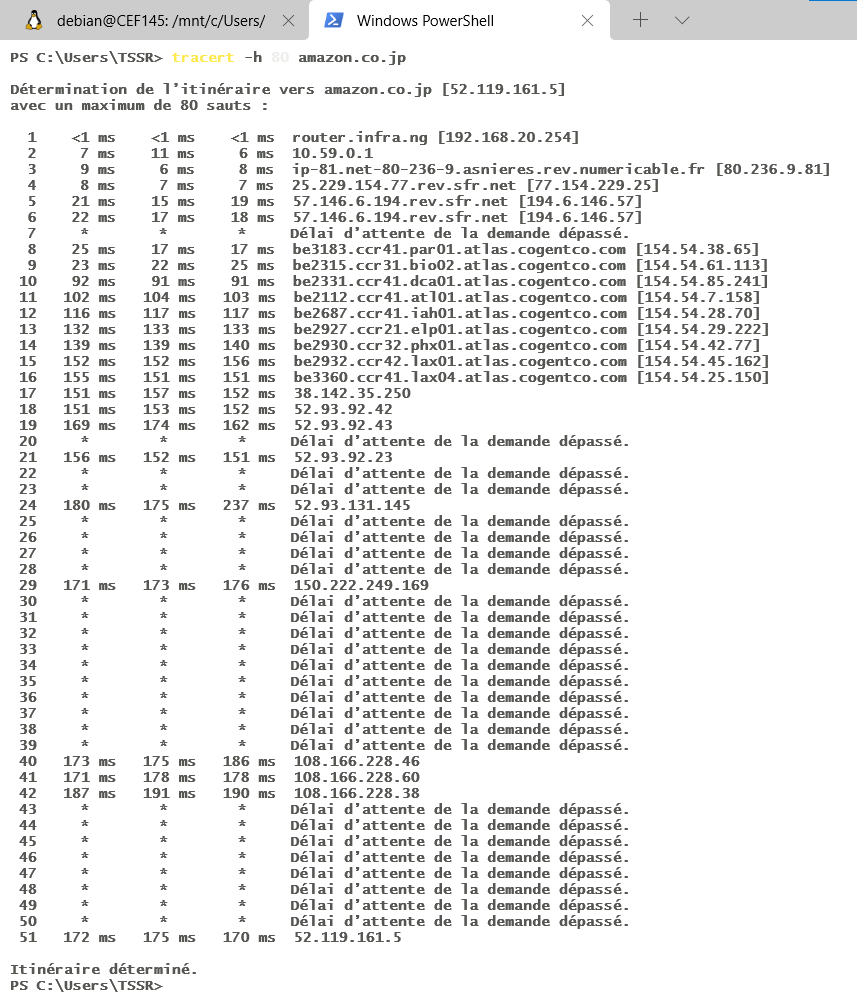 debian@CEF145: /mnt/c/Users/
Windows PowerShell
PS C:\Users\TSSR> tracert -h 80 amazon.co.jp
Détermination de l’itinéraire vers amazon.co.jp [52.119.161.5]
avec un maximum de 80 sauts :
1 <1 ms <1 ms <1 ms router.infra.ng [192.168.20.254]
2 7 ms 11 ms 6 ms 10.59.0.1
3 9 ms 6 ms 8 ms ip-81.net-80-236-9.asnieres.rev.numericable.fr [80.236.9.81]
4 8 ms 7 ms 7 ms 25.229.154.77.rev.sfr.net [77.154.229.25]
5 21 ms 15 ms 19 ms 57.146.6.194.rev.sfr.net [194.6.146.57]
6 22 ms 17 ms 18 ms 57.146.6.194.rev.sfr.net [194.6.146.57]
7 * * * Délai d’attente de la demande dépassé.
8 25 ms 17 ms 17 ms be3183.ccr41.par01.atlas.cogentco.com [154.54.38.65]
9 23 ms 22 ms 25 ms be2315.ccr31.bio02.atlas.cogentco.com [154.54.61.113]
10 92 ms 91 ms 91 ms be2331.ccr41.dca01.atlas.cogentco.com [154.54.85.241]
11 102 ms 104 ms 103 ms be2112.ccr41.atl01.atlas.cogentco.com [154.54.7.158]
12 116 ms 117 ms 117 ms be2687.ccr41.iah01.atlas.cogentco.com [154.54.28.70]
13 132 ms 133 ms 133 ms be2927.ccr21.elp01.atlas.cogentco.com [154.54.29.222]
14 139 ms 139 ms 140 ms be2930.ccr32.phx01.atlas.cogentco.com [154.54.42.77]
15 152 ms 152 ms 156 ms be2932.ccr42.lax01.atlas.cogentco.com [154.54.45.162]
16 155 ms 151 ms 151 ms be3360.ccr41.lax04.atlas.cogentco.com [154.54.25.150]
17 151 ms 157 ms 152 ms 38.142.35.250
18 151 ms 153 ms 152 ms 52.93.92.42
19 169 ms 174 ms 162 ms 52.93.92.43
20 * * * Délai d’attente de la demande dépassé.
21 156 ms 152 ms 151 ms 52.93.92.23
22 * * * Délai d’attente de la demande dépassé.
23 * * * Délai d’attente de la demande dépassé.
24 180 ms 175 ms 237 ms 52.93.131.145
25 * * * Délai d’attente de la demande dépassé.
26 * * * Délai d’attente de la demande dépassé.
27 * * * Délai d’attente de la demande dépassé.
28 * * * Délai d’attente de la demande dépassé.
29 171 ms 173 ms 176 ms 150.222.249.169
30 * * * Délai d’attente de la demande dépassé.
31 * * * Délai d’attente de la demande dépassé.
32 * * * Délai d’attente de la demande dépassé.
33 * * * Délai d’attente de la demande dépassé.
34 * * * Délai d’attente de la demande dépassé.
35 * * * Délai d’attente de la demande dépassé.
36 * * * Délai d’attente de la demande dépassé.
37 * * * Délai d’attente de la demande dépassé.
38 * * * Délai d’attente de la demande dépassé.
39 * * * Délai d’attente de la demande dépassé.
40 173 ms 175 ms 186 ms 108.166.228.46
41 171 ms 178 ms 178 ms 108.166.228.60
42 187 ms 191 ms 190 ms 108.166.228.38
43 * * * Délai d’attente de la demande dépassé.
44 * * * Délai d’attente de la demande dépassé.
45 * * * Délai d’attente de la demande dépassé.
46 * * * Délai d’attente de la demande dépassé.
47 * * * Délai d’attente de la demande dépassé.
48 * * * Délai d’attente de la demande dépassé.
49 * * * Délai d’attente de la demande dépassé.
50 * * * Délai d’attente de la demande dépassé.
51 172 ms 175 ms 170 ms 52.119.161.5
Itinéraire déterminé.
PS C:\Users\TSSR>